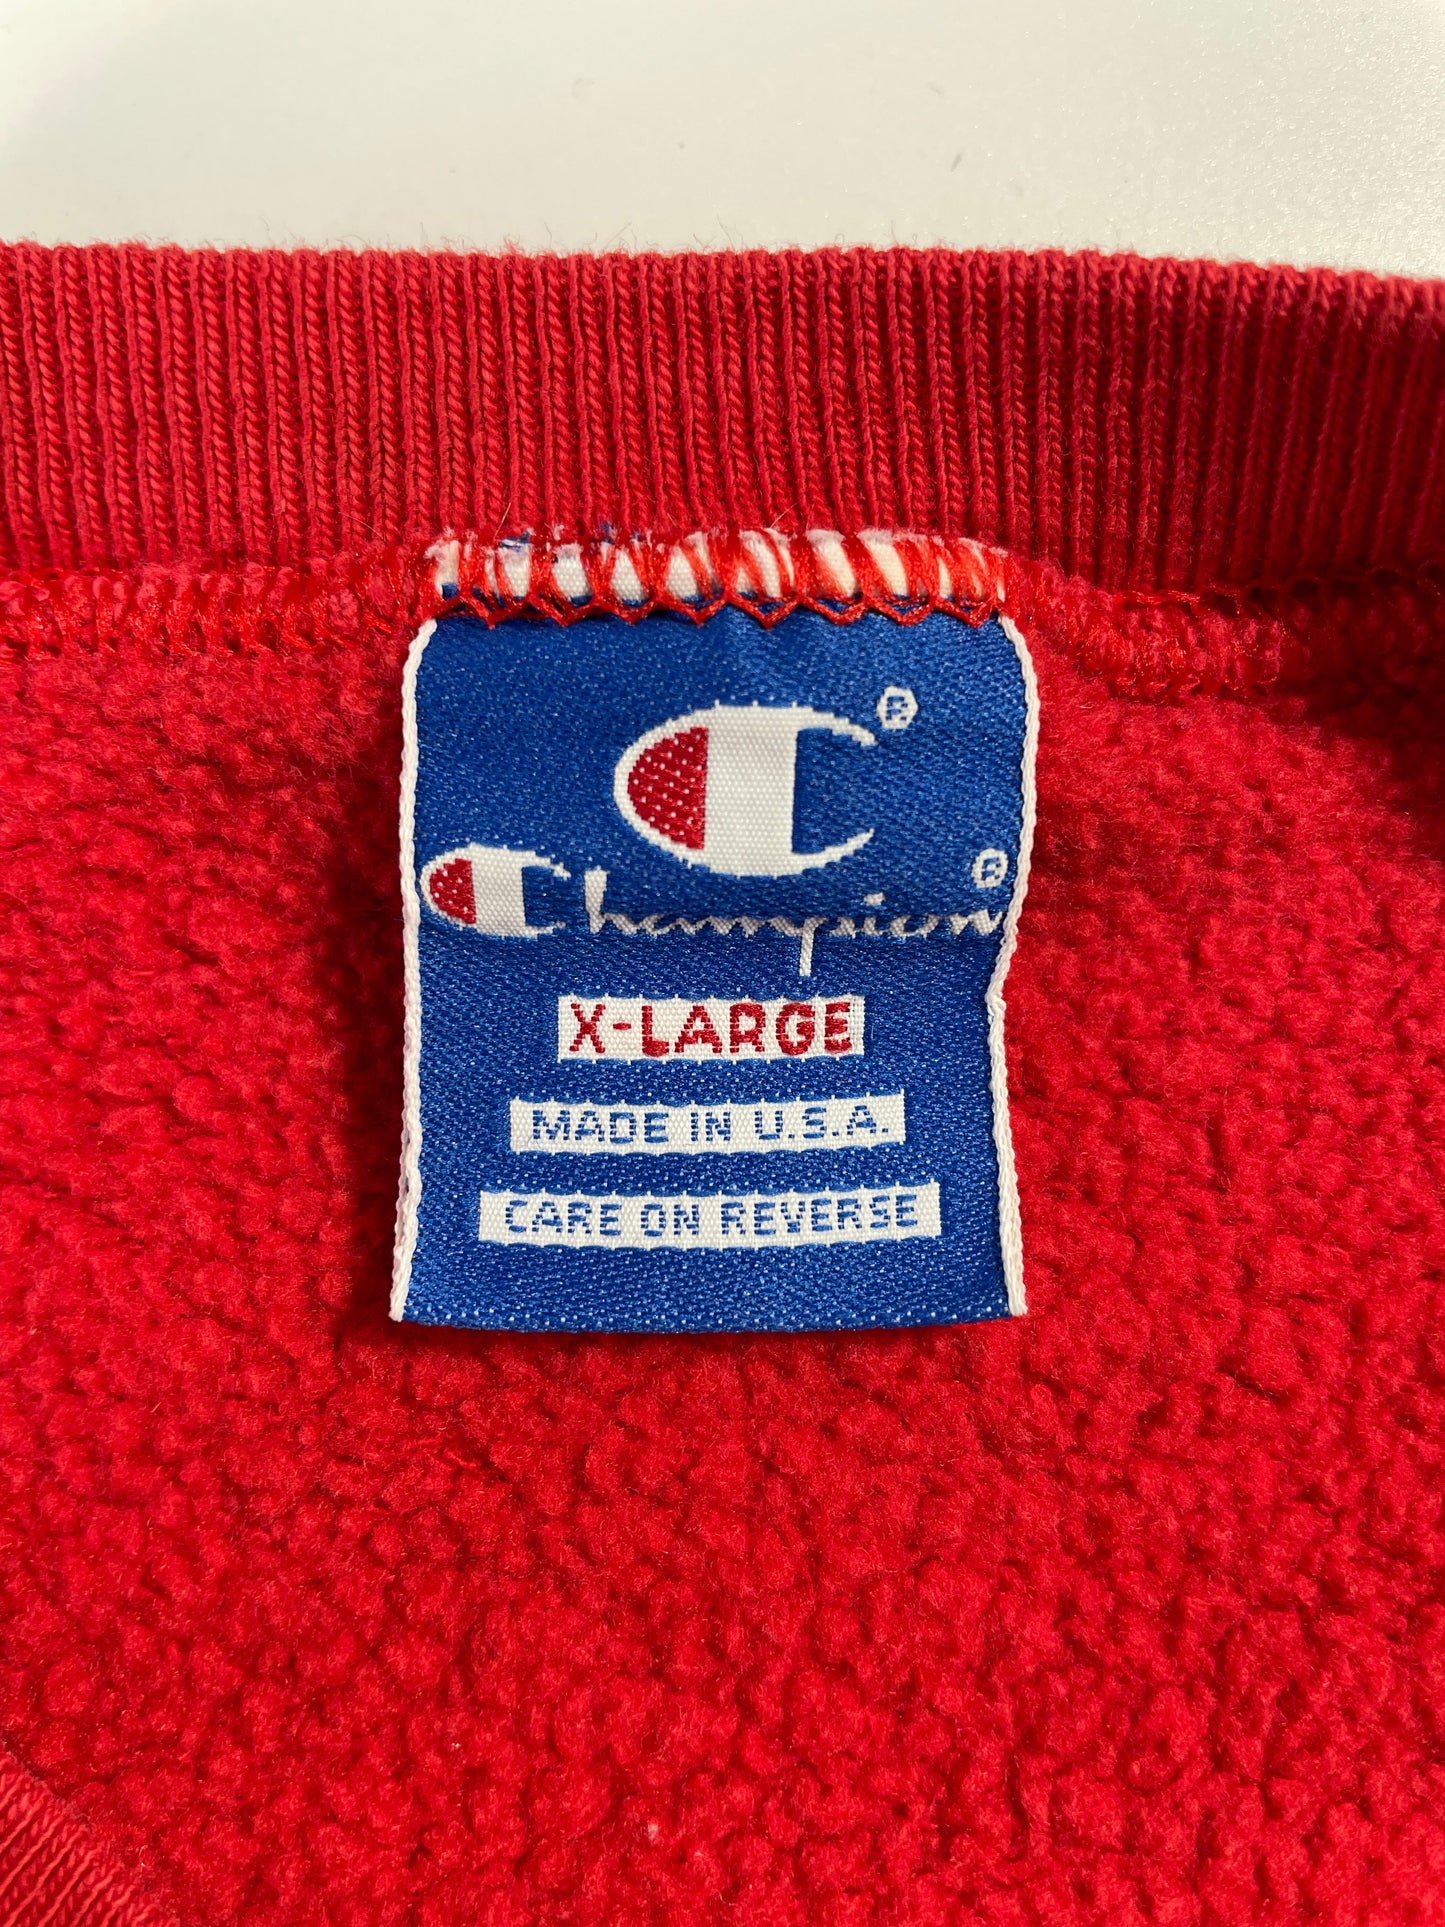 ®
Champion®
X-LARGE
MADE IN U.S.A.
CARE ON REVERSE